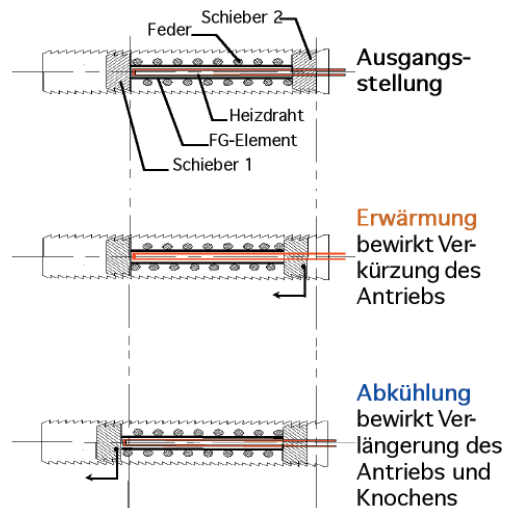 Schieber 2
Feder
Ausgangs-
stellung
Heizdraht
FG-Element
Schieber 1
Erwärmung
bewirkt Ver-
kürzung des
Antriebs
Abkühlung
bewirkt Ver-
längerung des
Antriebs und
Knochens